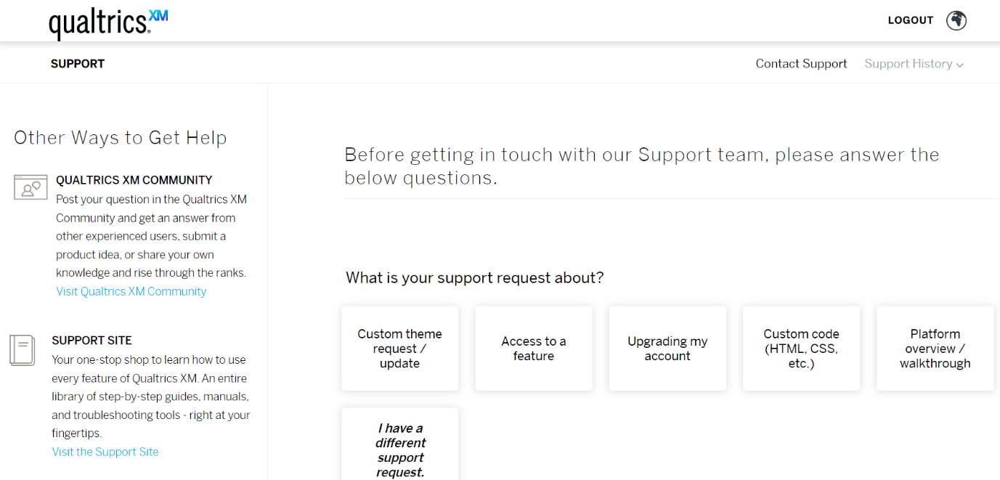 qualtrics.XM
LOGOUT
SUPPORT
Contact Support
Support History
Other Ways to Get Help
QUALTRICS XM COMMUNITY
Post your question in the Qualtrics XM
Community and get an answer from
other experienced users, submit a
product idea, or share your own
knowledge and rise through the ranks.
Visit Qualtrics XM Community
SUPPORT SITE
Your one-stop shop to learn how to use
every feature of Qualtrics XM. An entire
library of step-by-step guides, manuals,
and troubleshooting tools - right at your
fingertips.
Visit the Support Site
Before getting in touch with our Support team, please answer the
below questions.
What is your support request about?
Custom theme
request /
update
Access to a
feature
Upgrading my
account
Custom code
(HTML, CSS,
etc.)
Platform
overview /
walkthrough
I have a
different
support
request.